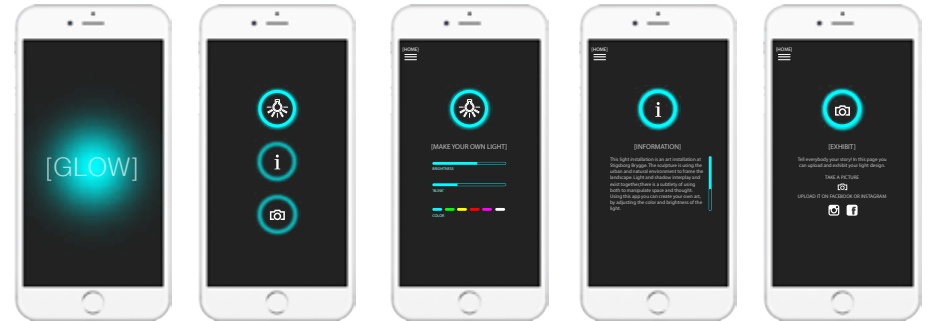 [GLOW]
i
[HOME]
[MAKE YOUR OWN LIGHT]
BRIGHTNESS
'GLOW'
COLOR
[HOME]
i
[INFORMATION]
This light installation is an art installation at
Stigsborg Brygge. The sculpture is using the
urban and natural environment to frame the
landscape. Light and shadow interplay and
exist together,there is a subtlety of using
both to manipulate space and thought.
Using this app you can create your own art,
by adjusting the color and brightness of the
light.
[HOME]
[EXHIBIT]
Tell everybody your story! In this page you
can upload and exhibit your light design.
TAKE A PICTURE
UPLOAD IT ON FACEBOOK OR INSTAGRAM
f